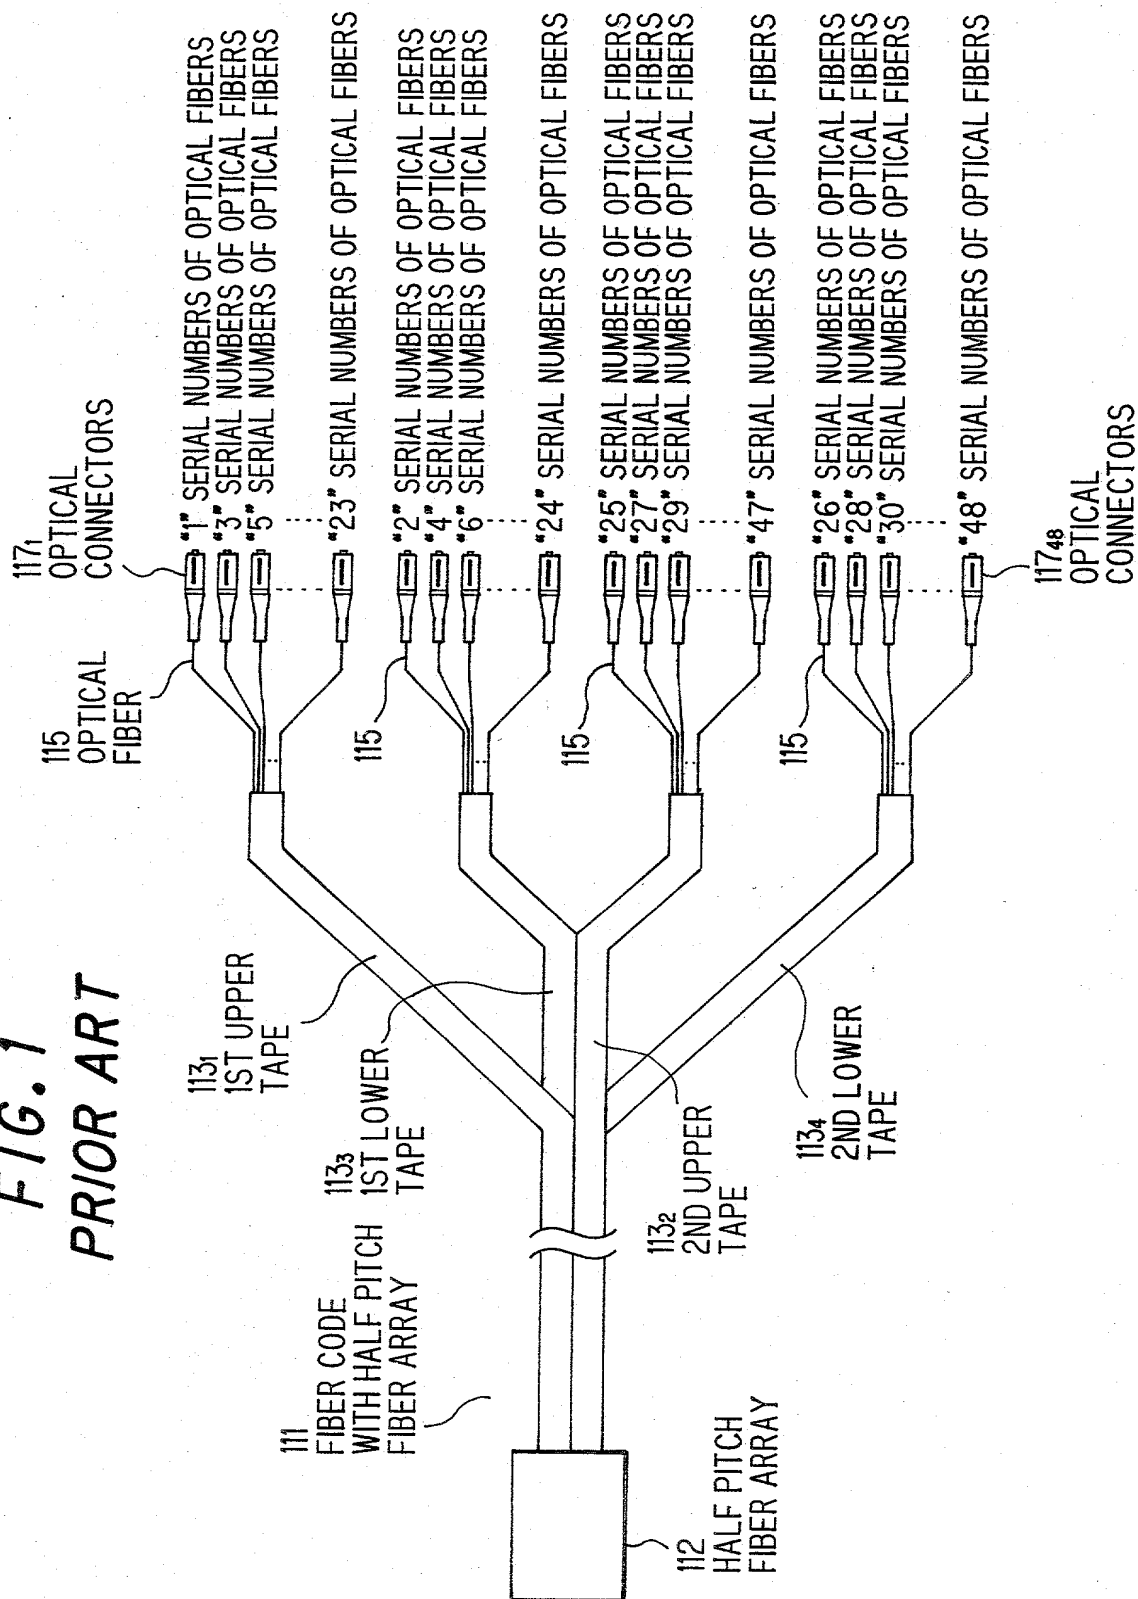 FIG. 1
PRIOR ART
111
FIBER CODE
WITH HALF PITCH
FIBER ARRAY
112
HALF PITCH
FIBER ARRAY
113₁
1ST UPPER
TAPE
113₃
1ST LOWER
TAPE
113₂
2ND UPPER
TAPE
113₄
2ND LOWER
TAPE
115
OPTICAL
FIBER
115
115
115
117₁
OPTICAL
CONNECTORS
"1" SERIAL NUMBERS OF OPTICAL FIBERS
"3" SERIAL NUMBERS OF OPTICAL FIBERS
"5" SERIAL NUMBERS OF OPTICAL FIBERS
"23" SERIAL NUMBERS OF OPTICAL FIBERS
"2" SERIAL NUMBERS OF OPTICAL FIBERS
"4" SERIAL NUMBERS OF OPTICAL FIBERS
"6" SERIAL NUMBERS OF OPTICAL FIBERS
"24" SERIAL NUMBERS OF OPTICAL FIBERS
"25" SERIAL NUMBERS OF OPTICAL FIBERS
"27" SERIAL NUMBERS OF OPTICAL FIBERS
"29" SERIAL NUMBERS OF OPTICAL FIBERS
"47" SERIAL NUMBERS OF OPTICAL FIBERS
"26" SERIAL NUMBERS OF OPTICAL FIBERS
"28" SERIAL NUMBERS OF OPTICAL FIBERS
"30" SERIAL NUMBERS OF OPTICAL FIBERS
"48" SERIAL NUMBERS OF OPTICAL FIBERS
117₄₈
OPTICAL
CONNECTORS